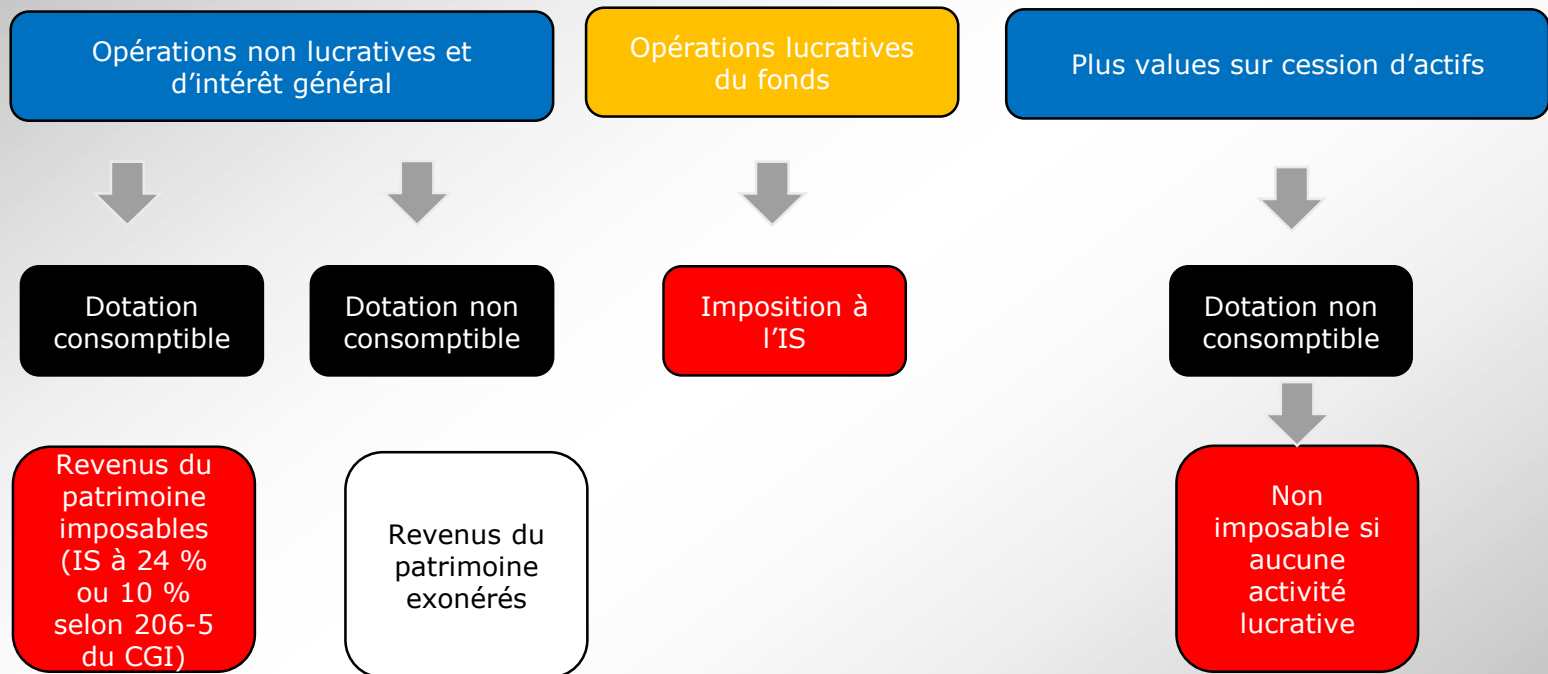 Opérations non lucratives et
d'intérêt général
Opérations lucratives
du fonds
Plus values sur cession d'actifs
Dotation
consomptible
Dotation non
consomptible
Imposition à
l'IS
Dotation non
consomptible
Revenus du
patrimoine
imposables
(IS à 24 %
ou 10 %
selon 206-5
du CGI)
Revenus du
patrimoine
exonérés
Non
imposable si
aucune
activité
lucrative